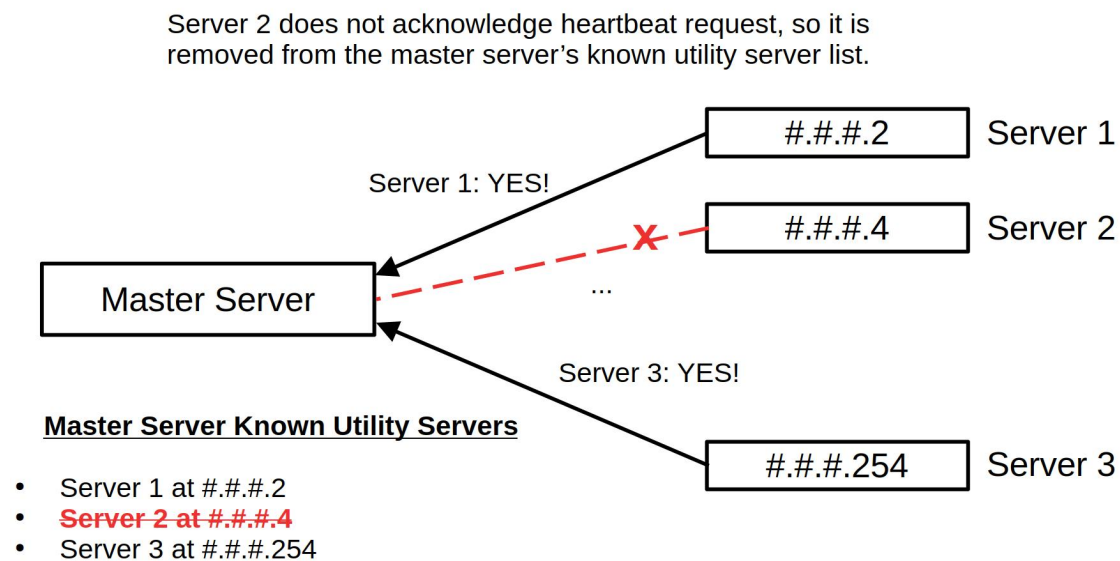 Server 2 does not acknowledge heartbeat request, so it is
removed from the master server’s known utility server list.
#.#.#.2 Server 1
Server 1: YES!
#.#.#.4 Server 2
X
...
Master Server
Server 3: YES!
#.#.#.254 Server 3
Master Server Known Utility Servers
• Server 1 at #.#.#.2
• Server 2 at #.#.#.4
• Server 3 at #.#.#.254